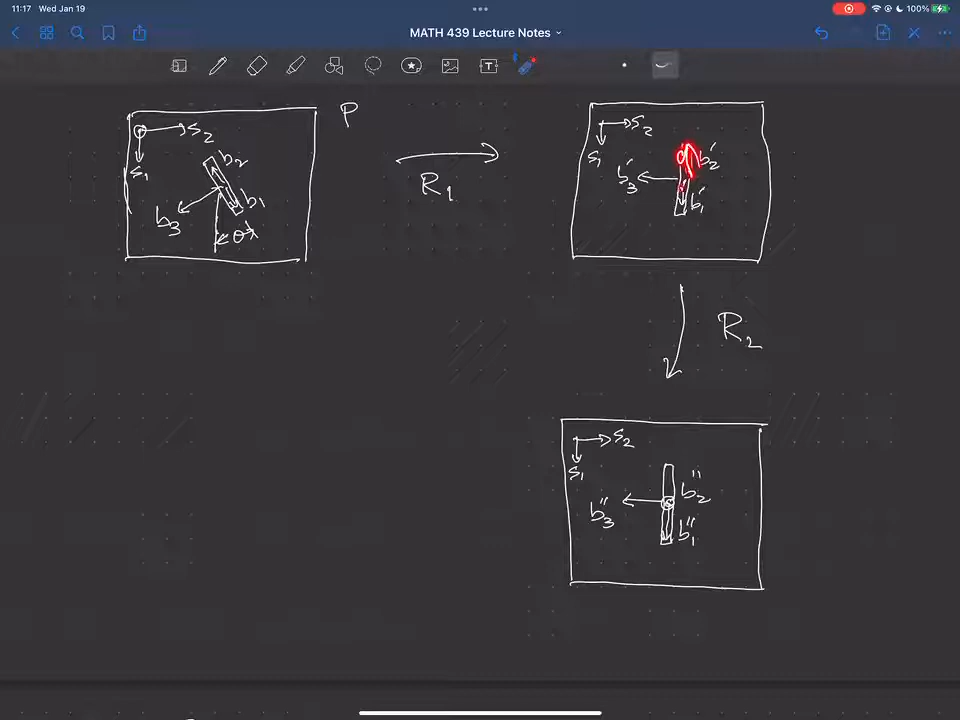 11:17 Wed Jan 19
100%
MATH 439 Lecture Notes
T
P
s₂
s₁
b₂
b₁
b₃
θ
R₁
s₂
s₁
b₂'
b₃'
b₁'
R₂
s₂
s₁
b₂''
b₃''
b₁''